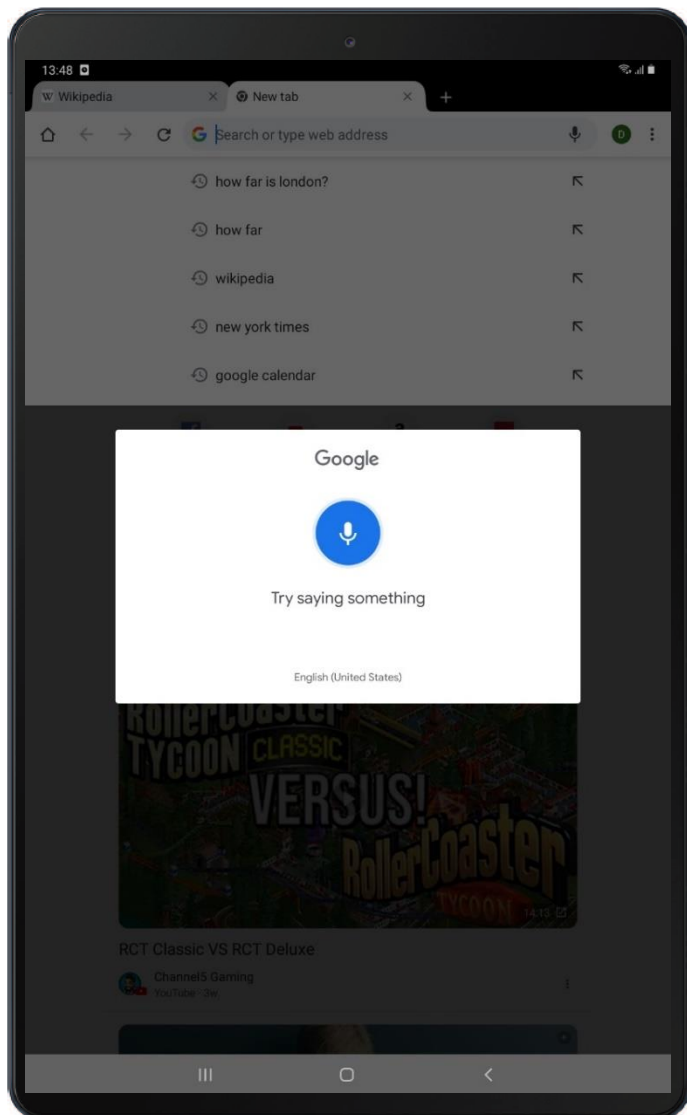 13:48
W Wikipedia
New tab
Search or type web address
D
how far is london?
how far
wikipedia
new york times
google calendar
Google
Try saying something
English (United States)
RollerCoaster
TYCOON CLASSIC
VERSUS!
RollerCoaster
TYCOON
14:13
RCT Classic VS RCT Deluxe
Channel5 Gaming
YouTube · 3w